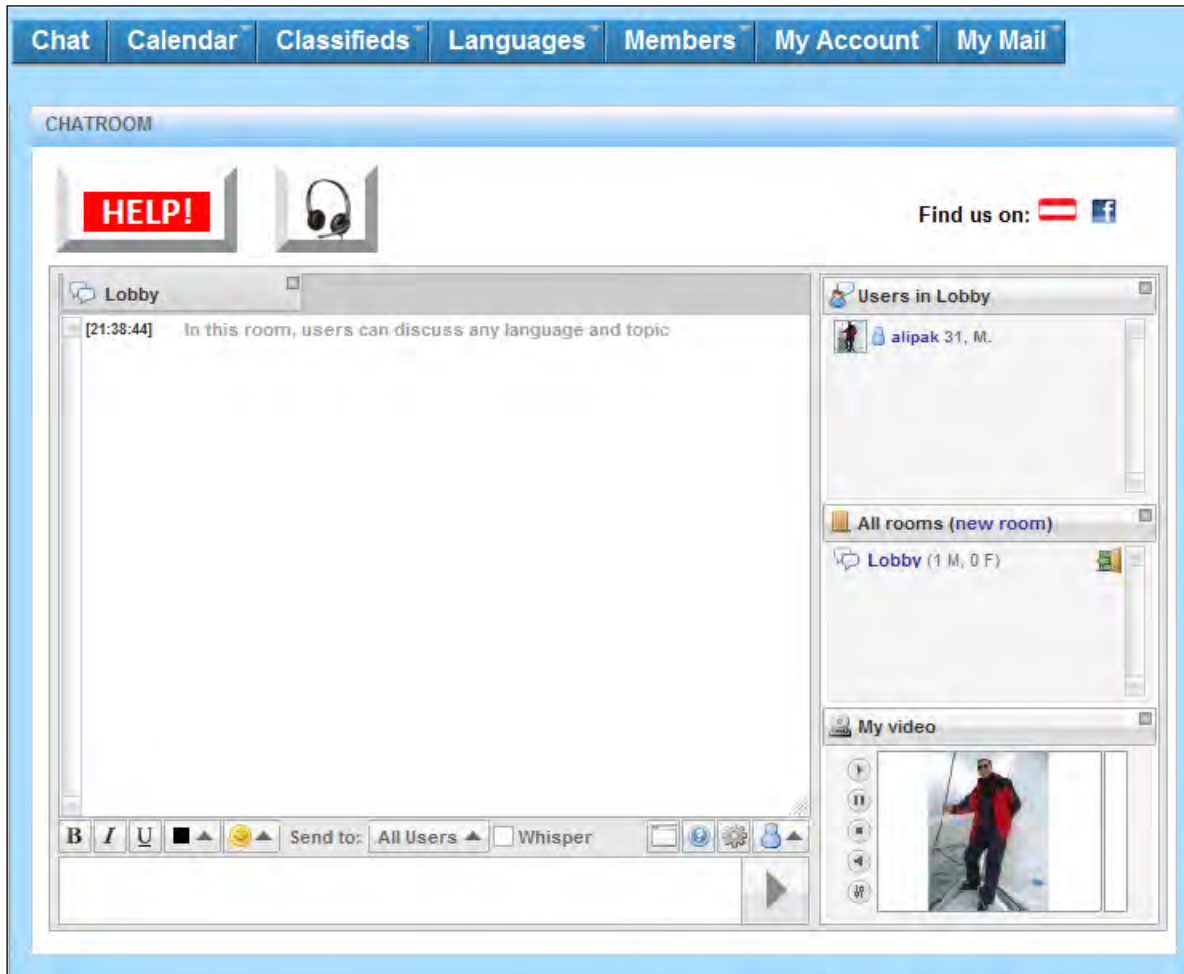 Chat Calendar Classifieds Languages Members My Account My Mail
CHATROOM
HELP!
Find us on: f
Lobby
[21:38:44] In this room, users can discuss any language and topic
Users in Lobby
alipak 31, M.
All rooms (new room)
Lobby (1 M, 0 F)
My video
B I U Send to: All Users Whisper